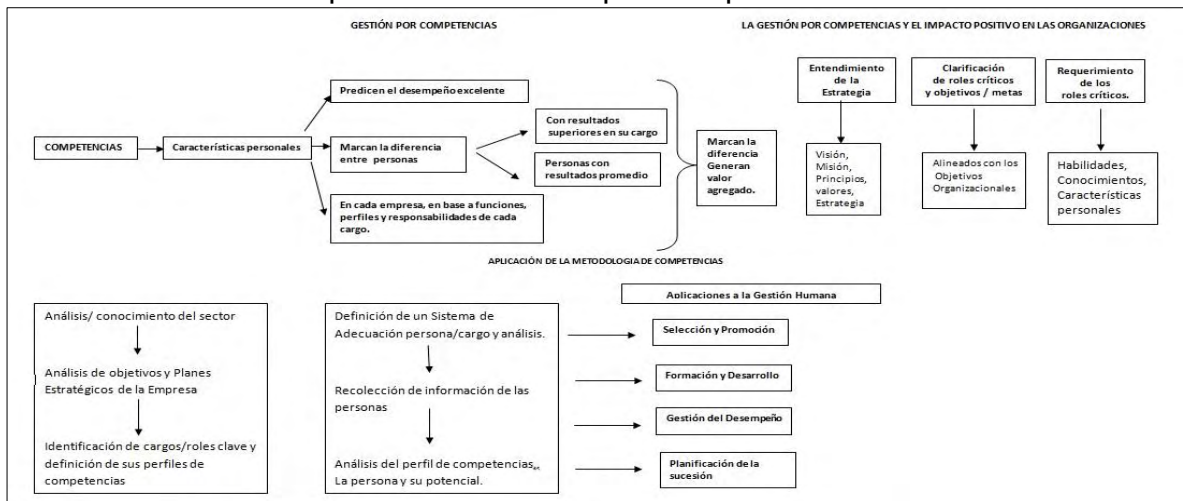 GESTIÓN POR COMPETENCIAS
COMPETENCIAS
Características personales
Predicen el desempeño excelente
Marcan la diferencia
entre personas
En cada empresa, en base a funciones,
perfiles y responsabilidades de cada
cargo.
Con resultados
superiores en su cargo
Personas con
resultados promedio
Marcan la
diferencia
Generan
valor
agregado.
LA GESTIÓN POR COMPETENCIAS Y EL IMPACTO POSITIVO EN LAS ORGANIZACIONES
Entendimiento
de la
Estrategia
Visión,
Misión,
Principios,
valores,
Estrategia
Clarificación
de roles críticos
y objetivos / metas
Alineados con los
Objetivos
Organizacionales
Requerimiento
de los
roles críticos.
Habilidades,
Conocimientos,
Características
personales
APLICACIÓN DE LA METODOLOGIA DE COMPETENCIAS
Análisis/ conocimiento del sector
Análisis de objetivos y Planes
Estratégicos de la Empresa
Identificación de cargos/roles clave y
definición de sus perfiles de
competencias
Definición de un Sistema de
Adecuación persona/cargo y análisis.
Recolección de información de las
personas
Análisis del perfil de competencias
La persona y su potencial.
Aplicaciones a la Gestión Humana
Selección y Promoción
Formación y Desarrollo
Gestión del Desempeño
Planificación de la
sucesión